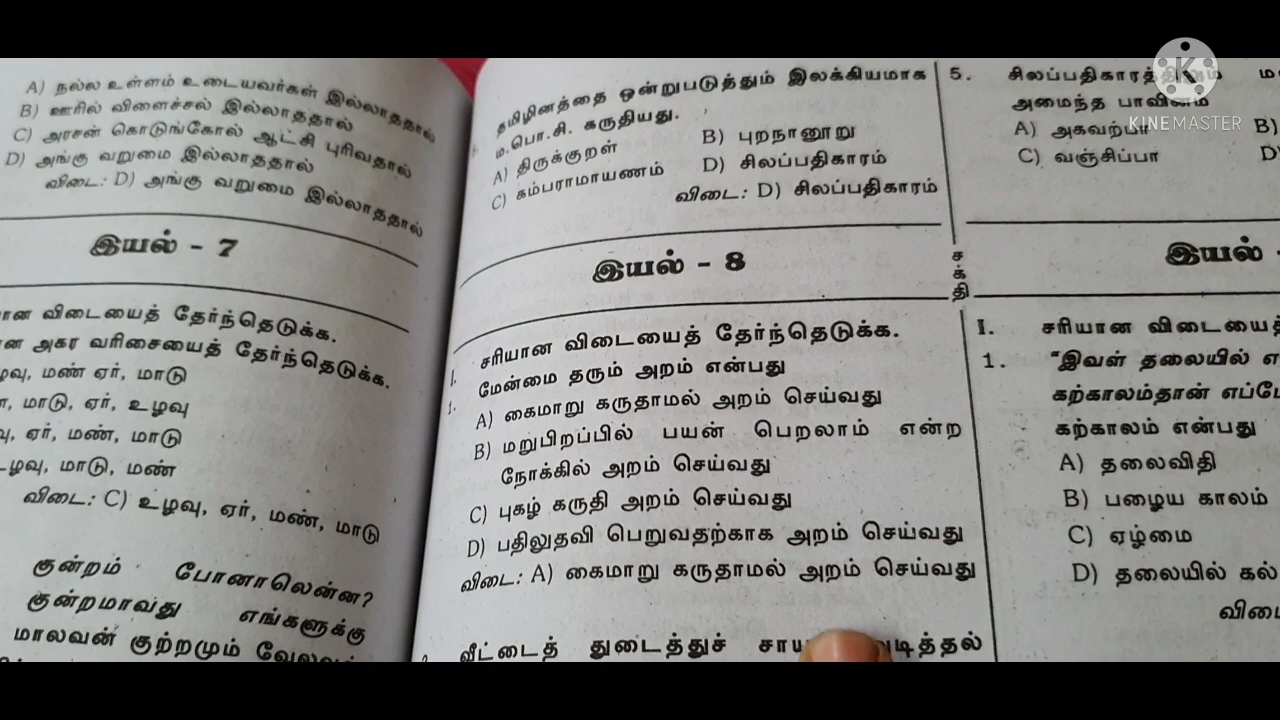 A) நல்ல உள்ளம் உடையவர்கள் இல்லாததால்
B) ஊரில் விளைச்சல் இல்லாததால்
C) அரசன் கொடுங்கோல் ஆட்சி புரிவதால்
D) அங்கு வறுமை இல்லாததால்
விடை: D) அங்கு வறுமை இல்லாததால்
இயல் - 7
விடையைத் தேர்ந்தெடுக்க.
அகர வரிசையைத் தேர்ந்தெடுக்க.
மண் ஏர், மாடு
மாடு, ஏர், உழவு
ஏர், மண், மாடு
மாடு, மண்
விடை: C) உழவு, ஏர், மண், மாடு
குன்றம் போனாலென்ன?
குன்றமாவது எங்களுக்கு
மாலவன் குற்றமும்
தமிழினத்தை ஒன்றுபடுத்தும் இலக்கியமாக
ம.பொ.சி. கருதியது.
A) திருக்குறள் B) புறநானூறு
C) கம்பராமாயணம் D) சிலப்பதிகாரம்
விடை: D) சிலப்பதிகாரம்
இயல் - 8
I. சரியான விடையைத் தேர்ந்தெடுக்க.
1. மேன்மை தரும் அறம் என்பது
A) கைமாறு கருதாமல் அறம் செய்வது
B) மறுபிறப்பில் பயன் பெறலாம் என்ற
நோக்கில் அறம் செய்வது
C) புகழ் கருதி அறம் செய்வது
D) பதிலுதவி பெறுவதற்காக அறம் செய்வது
விடை: A) கைமாறு கருதாமல் அறம் செய்வது
2. வீட்டைத் துடைத்துச்
சக்தி
5. சிலப்பதிகாரத்திலும்
அமைந்த பாவினம்
A) அகவற்பா B)
C) வஞ்சிப்பா D)
இயல் -
I. சரியான விடையைத்
1. "இவள் தலையில்
கற்காலம்தான்
கற்காலம் என்பது
A) தலைவிதி
B) பழைய காலம்
C) ஏழ்மை
D) தலையில் கல்
KINEMASTER